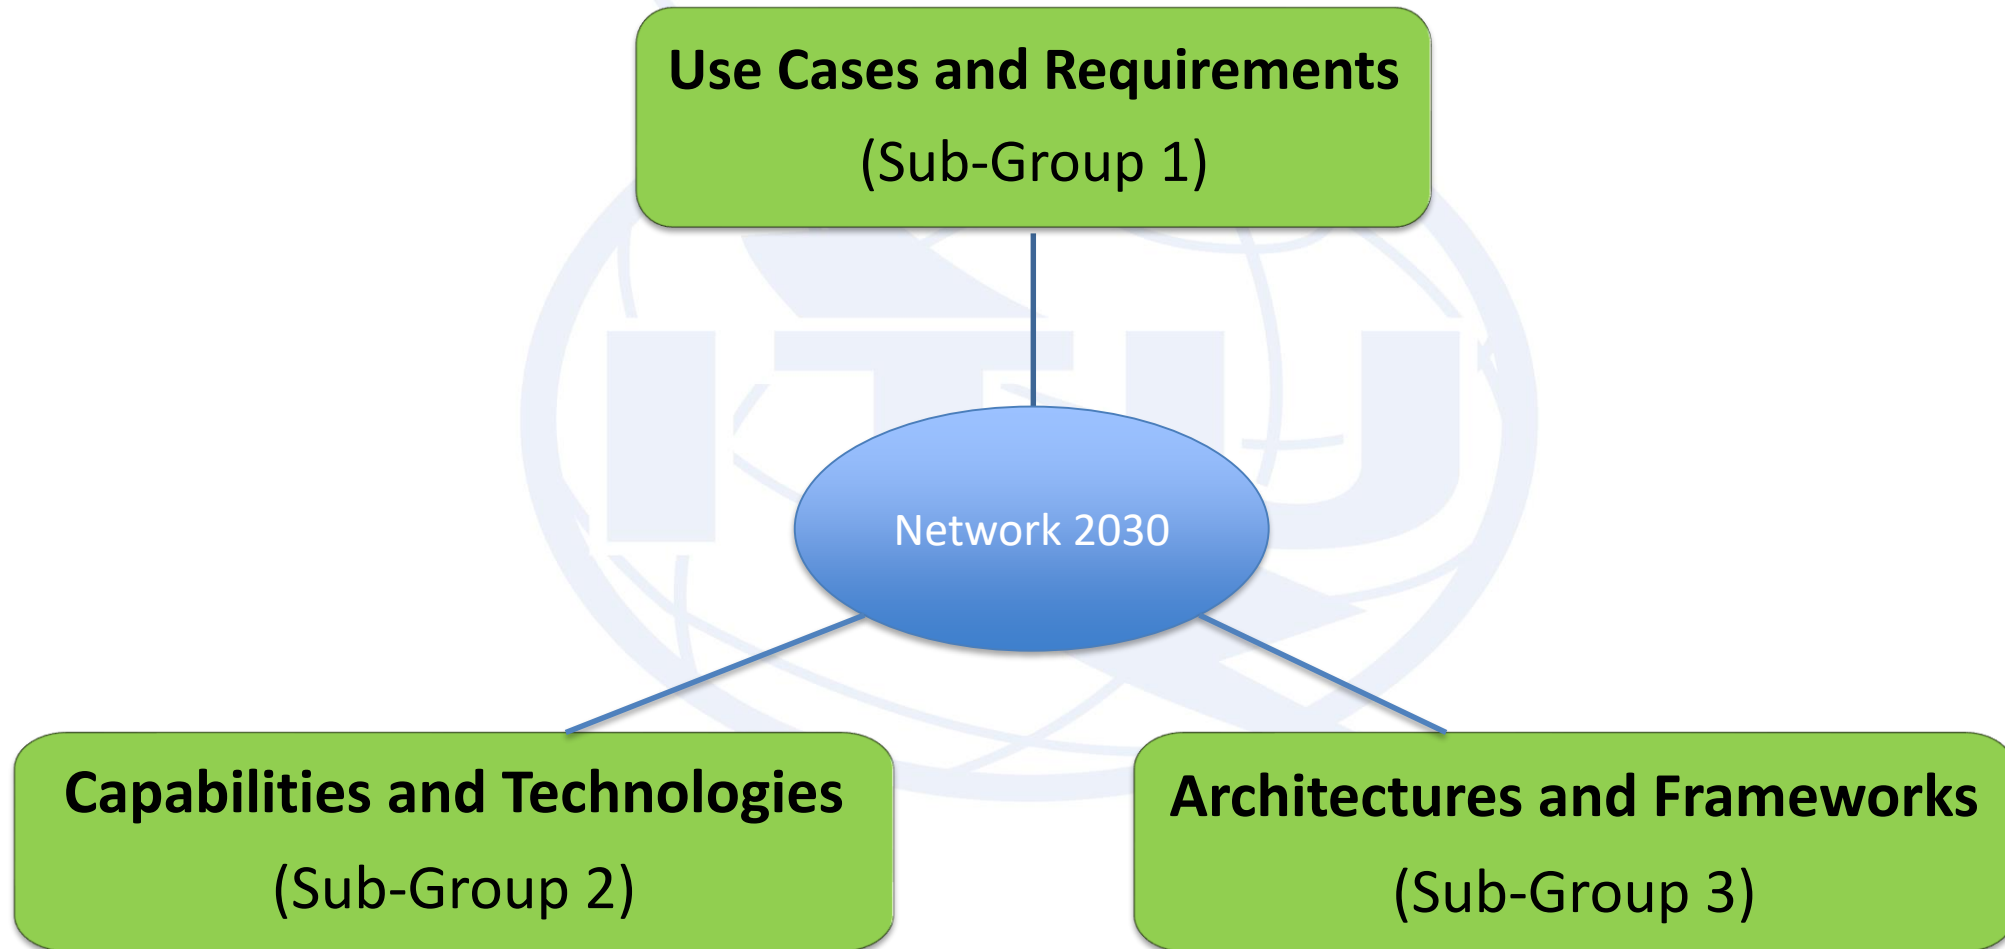 Use Cases and Requirements
(Sub-Group 1)
ITU
Network 2030
Capabilities and Technologies
(Sub-Group 2)
Architectures and Frameworks
(Sub-Group 3)